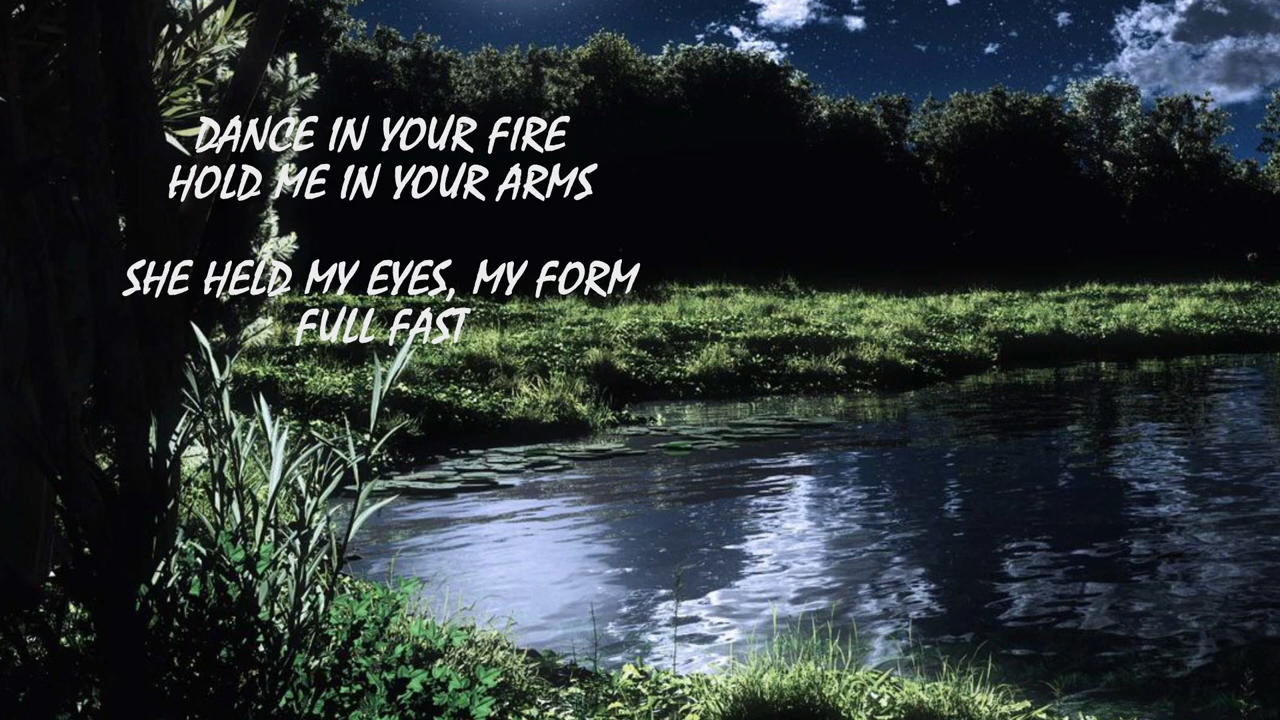 DANCE IN YOUR FIRE
HOLD ME IN YOUR ARMS
SHE HELD MY EYES, MY FORM
FULL FAST